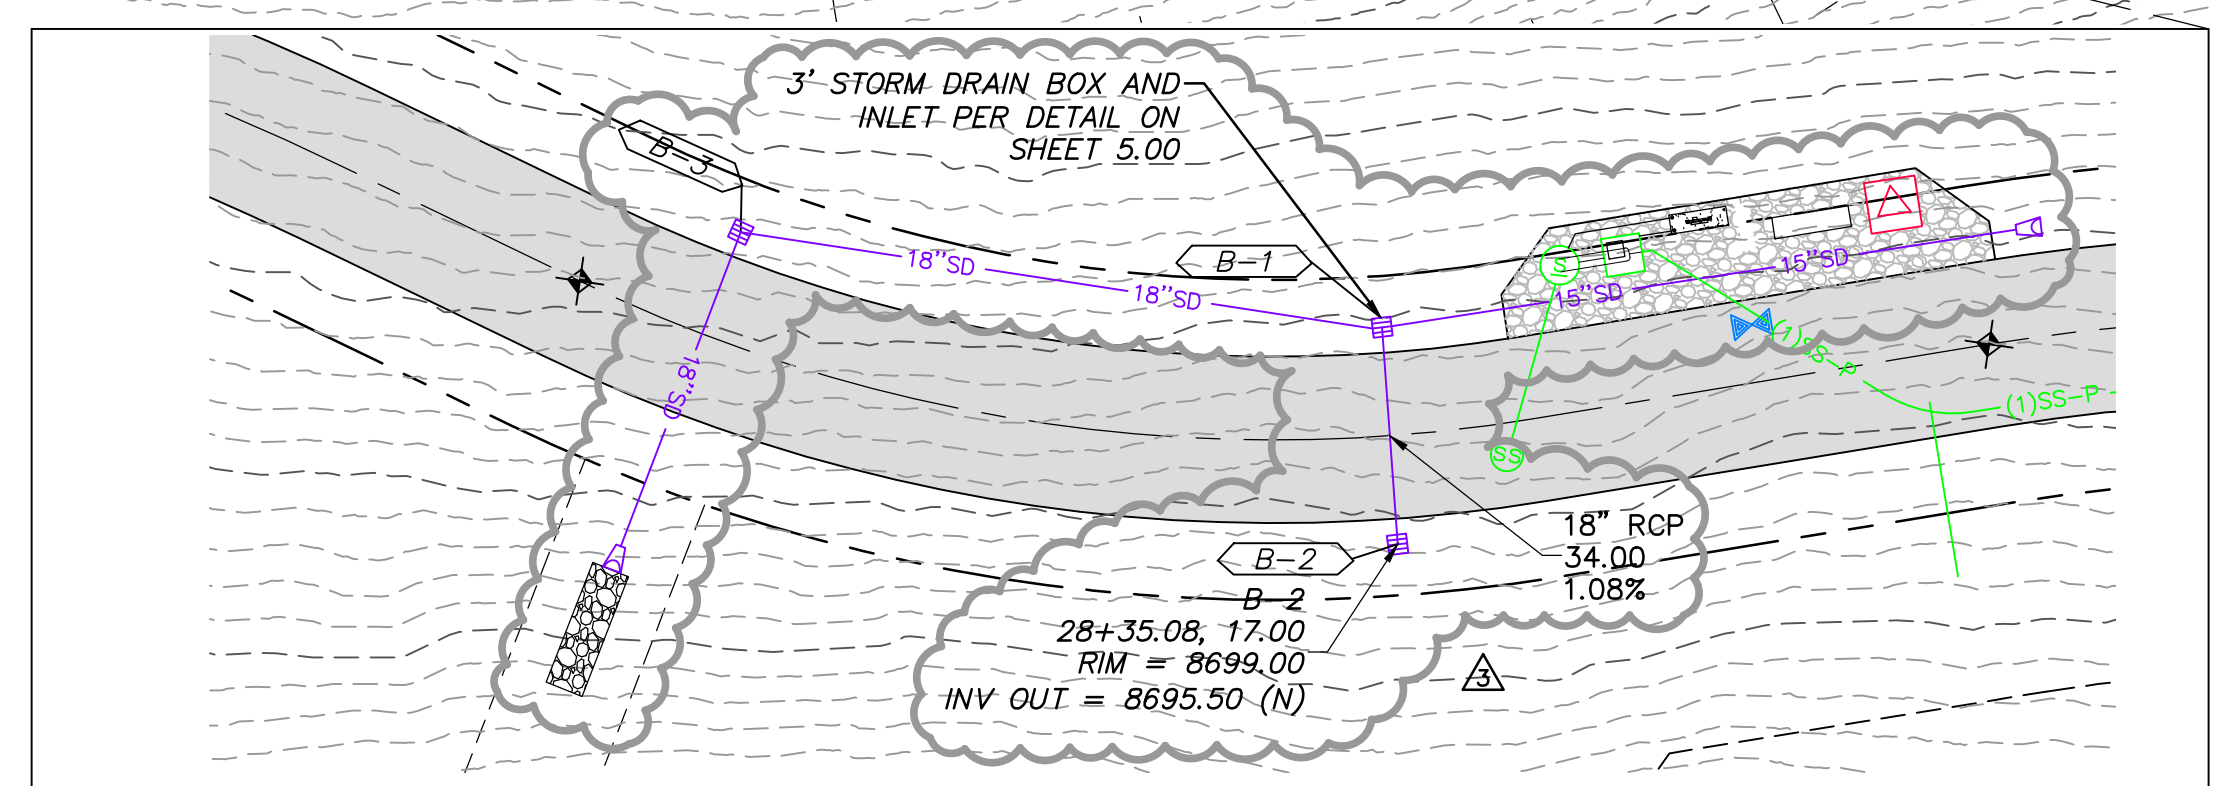 3' STORM DRAIN BOX AND
INLET PER DETAIL ON
SHEET 5.00
B-3
18"SD
18"SD
B-1
S
15"SD
15"SD
18"SD
(1)SS-P
(1)SS-P
SS
18" RCP
34.00
1.08%
B-2
B-2
28+35.08, 17.00
RIM = 8699.00
INV OUT = 8695.50 (N)
3